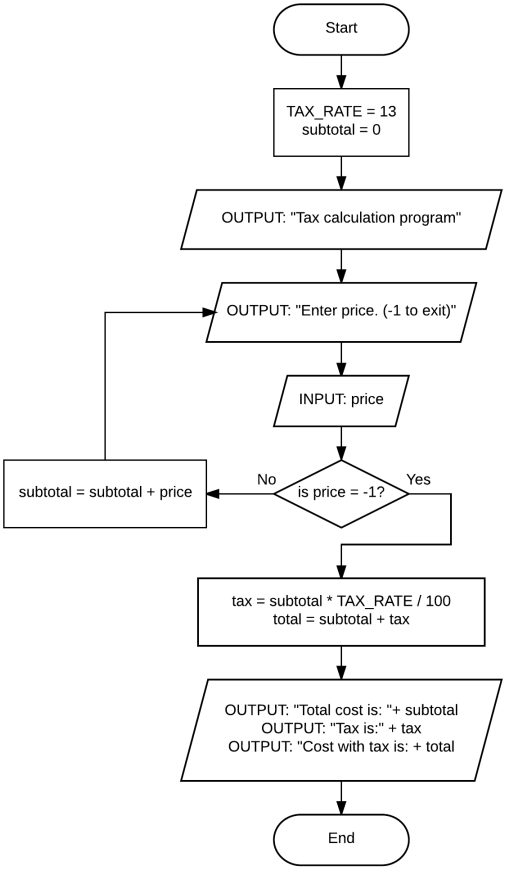 Start
TAX_RATE = 13
subtotal = 0
OUTPUT: "Tax calculation program"
OUTPUT: "Enter price. (-1 to exit)"
INPUT: price
No
is price = -1?
Yes
subtotal = subtotal + price
tax = subtotal * TAX_RATE / 100
total = subtotal + tax
OUTPUT: "Total cost is: "+ subtotal
OUTPUT: "Tax is:" + tax
OUTPUT: "Cost with tax is: + total
End